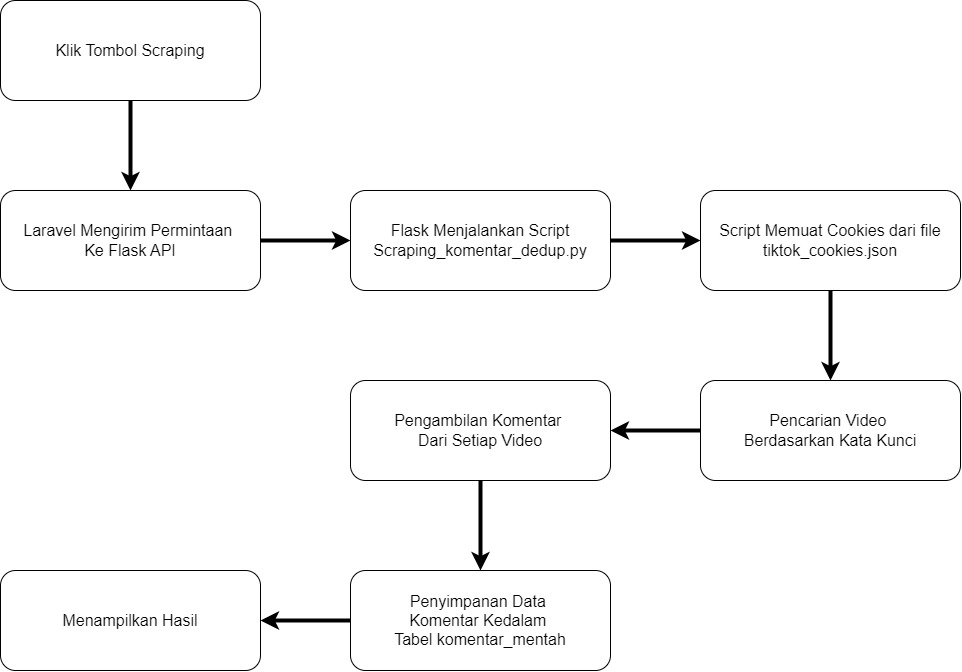 Klik Tombol Scraping
Laravel Mengirim Permintaan
Ke Flask API
Flask Menjalankan Script
Scraping_komentar_dedup.py
Script Memuat Cookies dari file
tiktok_cookies.json
Pencarian Video
Berdasarkan Kata Kunci
Pengambilan Komentar
Dari Setiap Video
Penyimpanan Data
Komentar Kedalam
Tabel komentar_mentah
Menampilkan Hasil